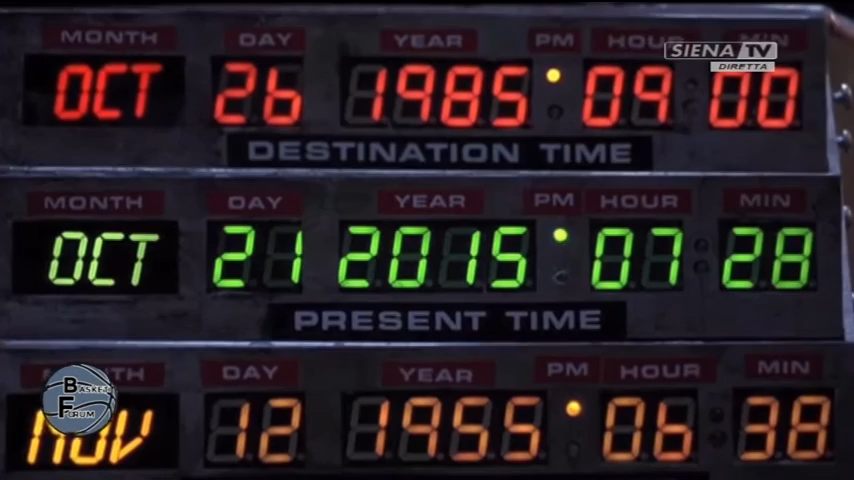 MONTH DAY YEAR PM HOUR MIN
SIENA TV
DIRETTA
OCT 26 1985 09 00
DESTINATION TIME
MONTH DAY YEAR PM HOUR MIN
OCT 21 2015 07 28
PRESENT TIME
MONTH DAY YEAR PM HOUR MIN
NOV 12 1955 06 38
BASKET
FORUM